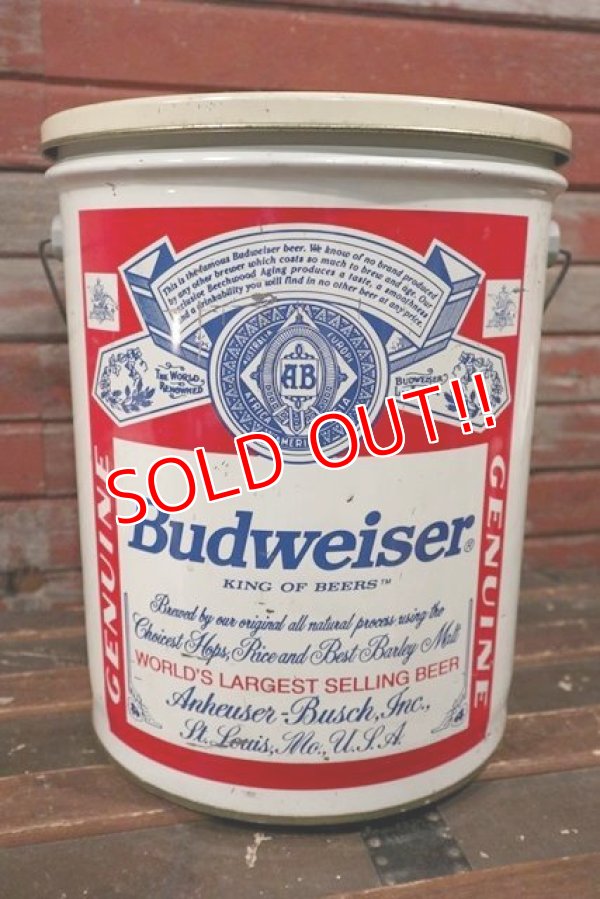 This is the famous Budweiser beer. We know of no brand produced
by any other brewer which costs so much to brew and age. Our
exclusive Beechwood Aging produces a taste, a smoothness
and a drinkability you will find in no other beer at any price.
THE WORLD
RENOWNED
BUDWEISER
AB
EUROPA
AFRICA
AMERI
SOLD OUT!!
GENUINE
GENUINE
Budweiser®
KING OF BEERS™
Brewed by our original all natural process using the
Choicest Hops, Rice and Best Barley Malt
WORLD'S LARGEST SELLING BEER
Anheuser-Busch, Inc.,
St. Louis, Mo., U.S.A.